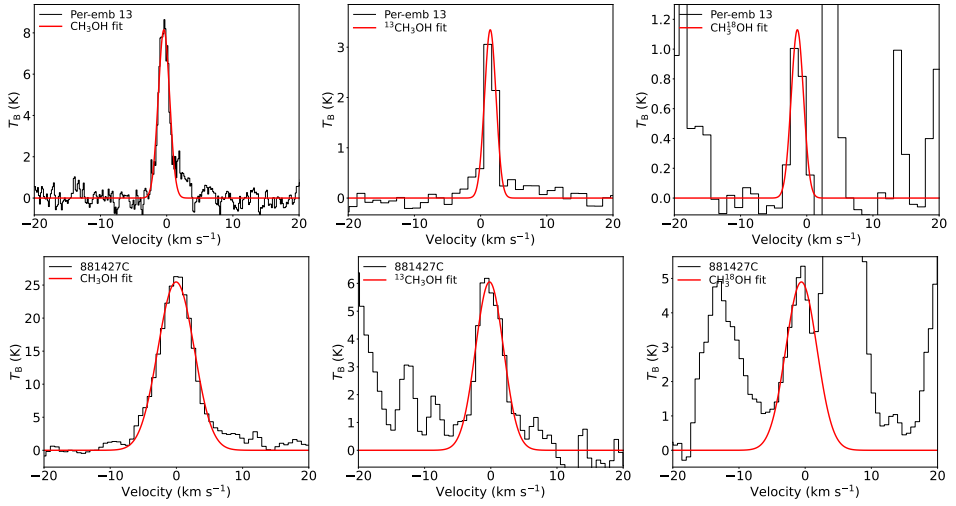 Per-emb 13
CH₃OH fit
8
6
4
2
0
T_B (K)
−20 −10 0 10 20
Velocity (km s⁻¹)
Per-emb 13
¹³CH₃OH fit
3
2
1
0
T_B (K)
−20 −10 0 10 20
Velocity (km s⁻¹)
Per-emb 13
CH₃¹⁸OH fit
1.2
1.0
0.8
0.6
0.4
0.2
0.0
T_B (K)
−20 −10 0 10 20
Velocity (km s⁻¹)
881427C
CH₃OH fit
25
20
15
10
5
0
T_B (K)
−20 −10 0 10 20
Velocity (km s⁻¹)
881427C
¹³CH₃OH fit
6
5
4
3
2
1
0
T_B (K)
−20 −10 0 10 20
Velocity (km s⁻¹)
881427C
CH₃¹⁸OH fit
5
4
3
2
1
0
T_B (K)
−20 −10 0 10 20
Velocity (km s⁻¹)